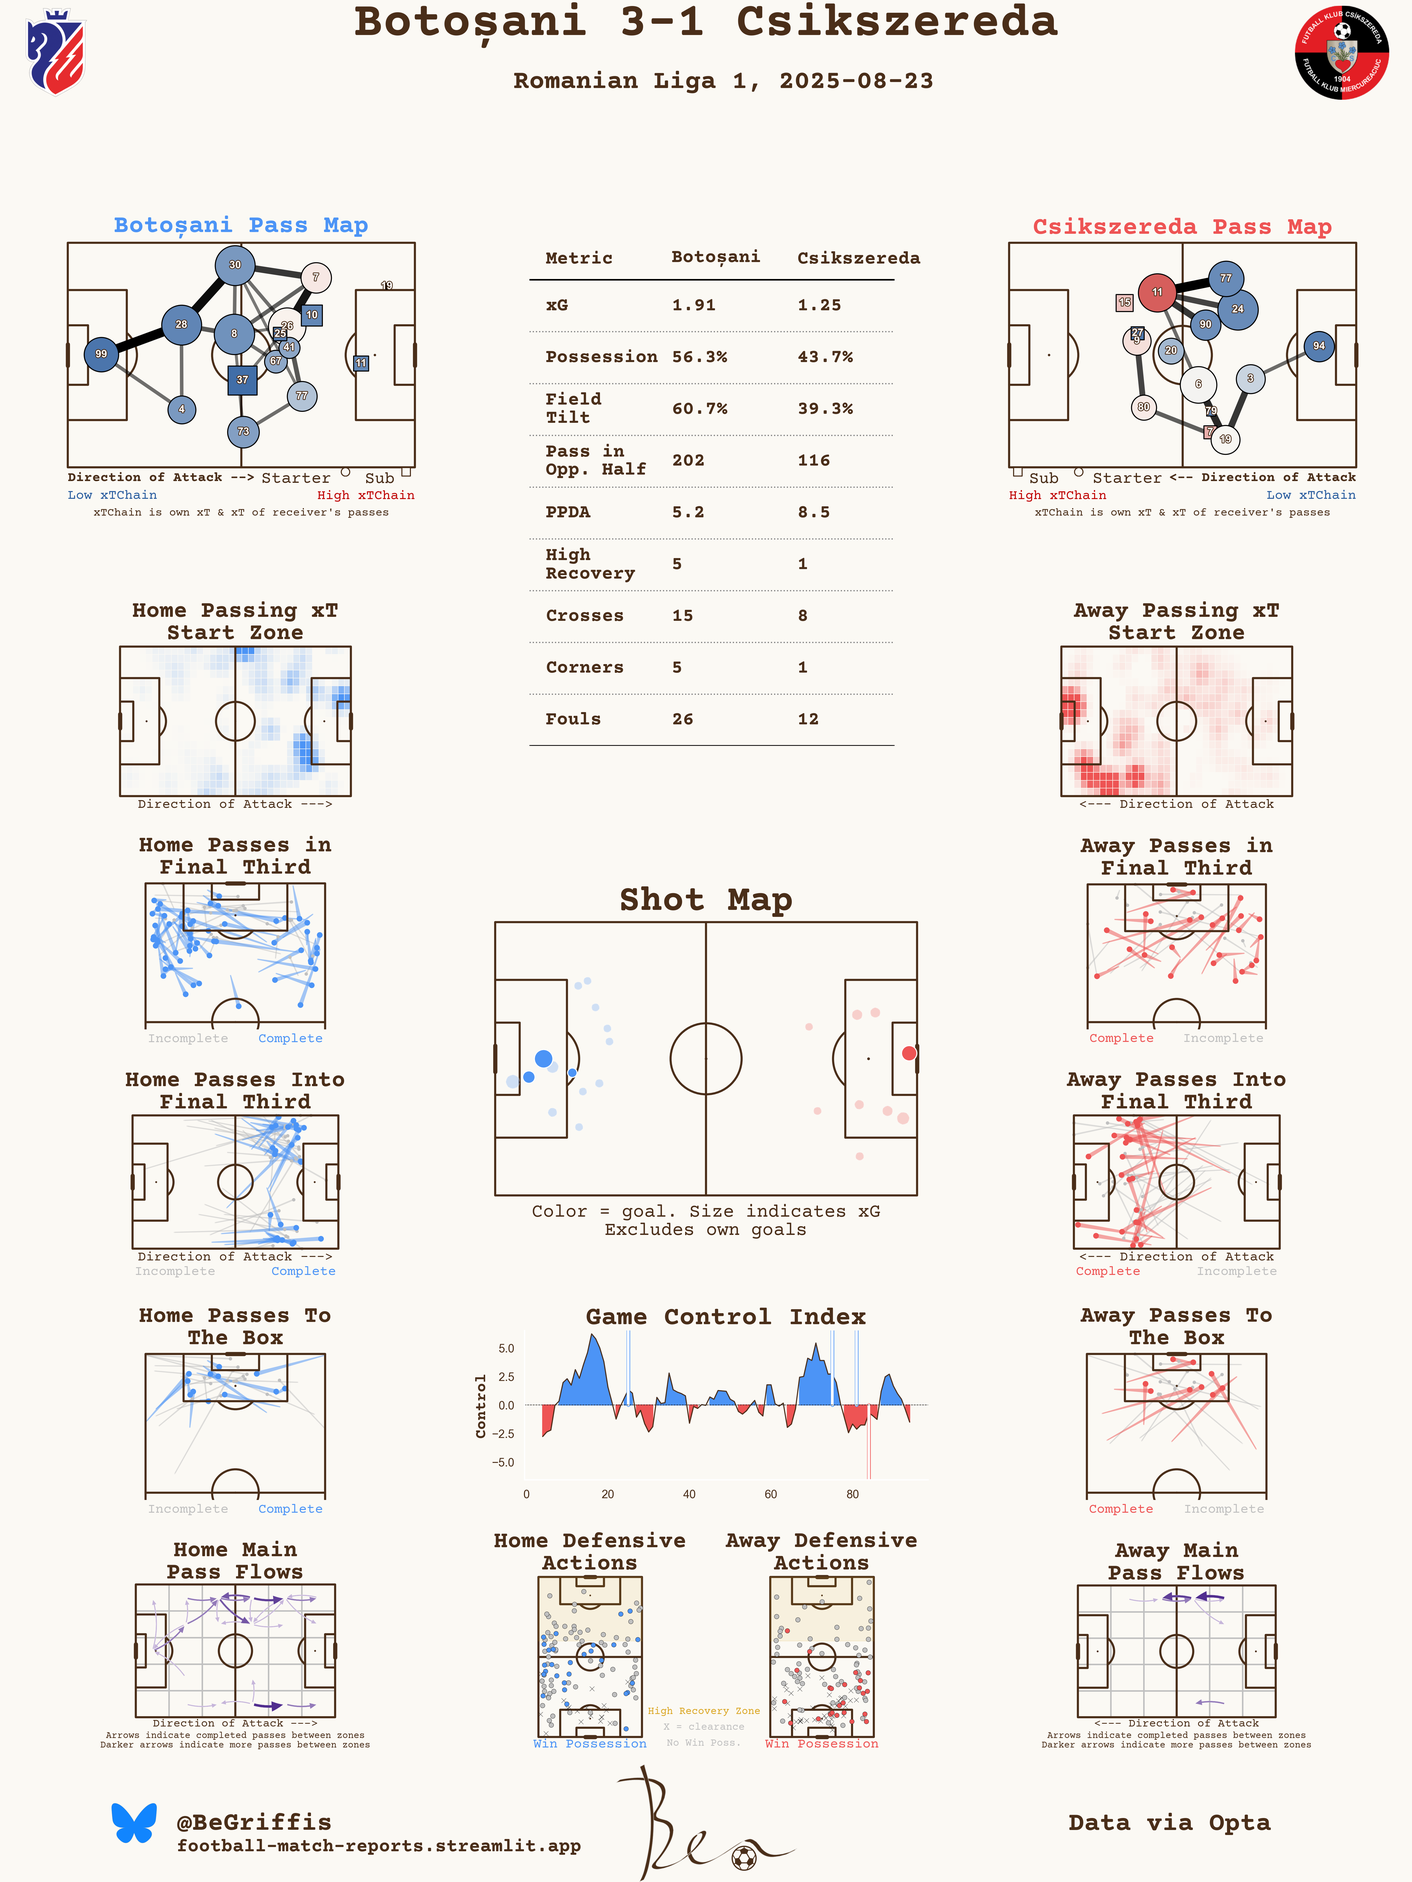 Botoșani 3-1 Csikszereda
Romanian Liga 1, 2025-08-23
FUTBALL KLUB CSÍKSZEREDA
1904
FUTBALL KLUB MIERCUREACIUC
Botoșani Pass Map
30
7
19
10
28
26
8
25
41
99
67
11
37
77
4
73
Direction of Attack --> Starter Sub
Low xTChain High xTChain
xTChain is own xT & xT of receiver's passes
Metric Botoșani Csikszereda
xG 1.91 1.25
Possession 56.3% 43.7%
Field
Tilt 60.7% 39.3%
Pass in
Opp. Half 202 116
PPDA 5.2 8.5
High
Recovery 5 1
Crosses 15 8
Corners 5 1
Fouls 26 12
Csikszereda Pass Map
77
11
15
24
90
27
9
20
94
3
6
80
79
7
19
Sub Starter <-- Direction of Attack
High xTChain Low xTChain
xTChain is own xT & xT of receiver's passes
Home Passing xT
Start Zone
Direction of Attack --->
Away Passing xT
Start Zone
<--- Direction of Attack
Home Passes in
Final Third
Incomplete Complete
Away Passes in
Final Third
Complete Incomplete
Shot Map
Color = goal. Size indicates xG
Excludes own goals
Home Passes Into
Final Third
Direction of Attack --->
Incomplete Complete
Away Passes Into
Final Third
<--- Direction of Attack
Complete Incomplete
Home Passes To
The Box
Incomplete Complete
Game Control Index
Control
5.0
2.5
0.0
−2.5
−5.0
0 20 40 60 80
Away Passes To
The Box
Complete Incomplete
Home Main
Pass Flows
Direction of Attack --->
Arrows indicate completed passes between zones
Darker arrows indicate more passes between zones
Home Defensive
Actions
Win Possession
High Recovery Zone
X = clearance
No Win Poss.
Away Defensive
Actions
Win Possession
Away Main
Pass Flows
<--- Direction of Attack
Arrows indicate completed passes between zones
Darker arrows indicate more passes between zones
@BeGriffis
football-match-reports.streamlit.app
Ben
Data via Opta